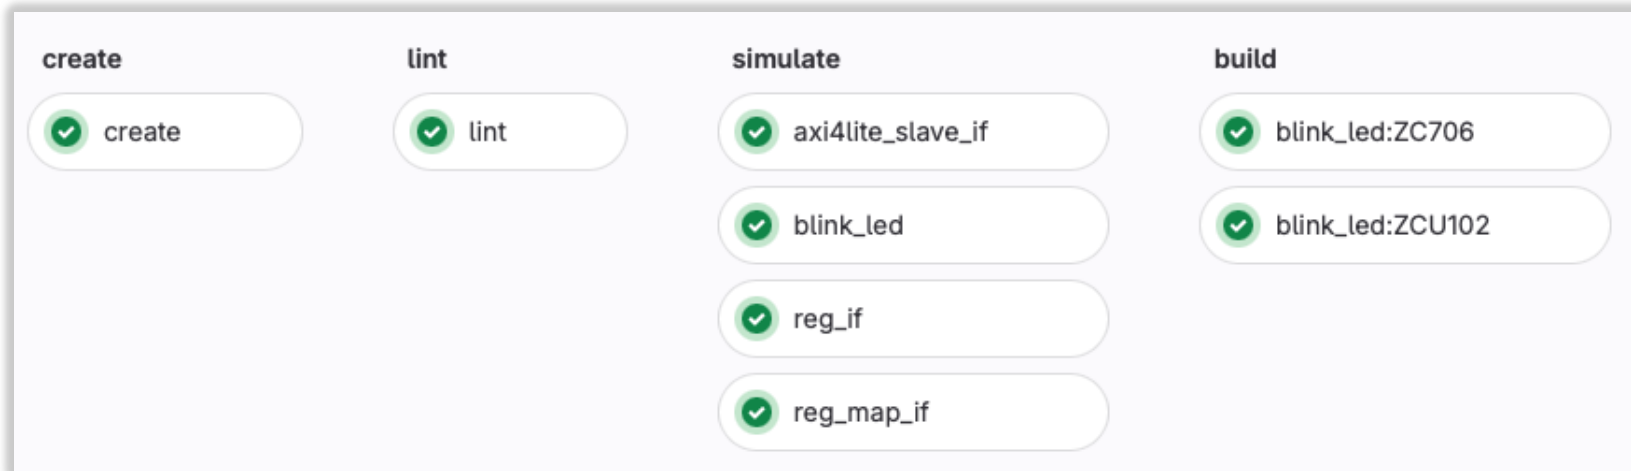 create
create
lint
lint
simulate
axi4lite_slave_if
blink_led
reg_if
reg_map_if
build
blink_led:ZC706
blink_led:ZCU102